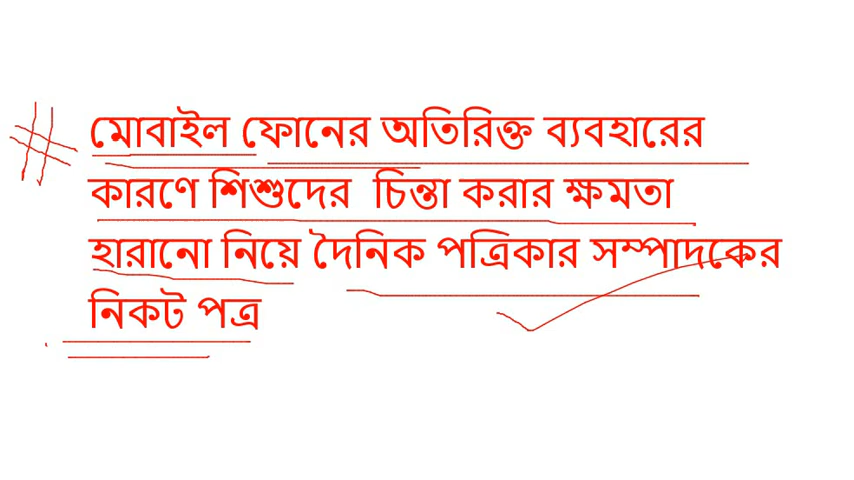 মোবাইল ফোনের অতিরিক্ত ব্যবহারের
কারণে শিশুদের চিন্তা করার ক্ষমতা
হারানো নিয়ে দৈনিক পত্রিকার সম্পাদকের
নিকট পত্র